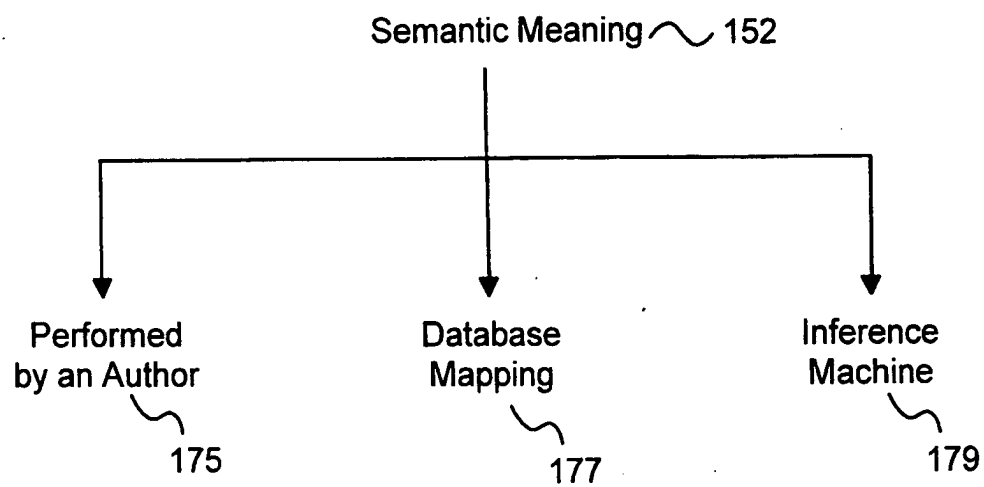 Semantic Meaning 152
Performed
by an Author
175
Database
Mapping
177
Inference
Machine
179